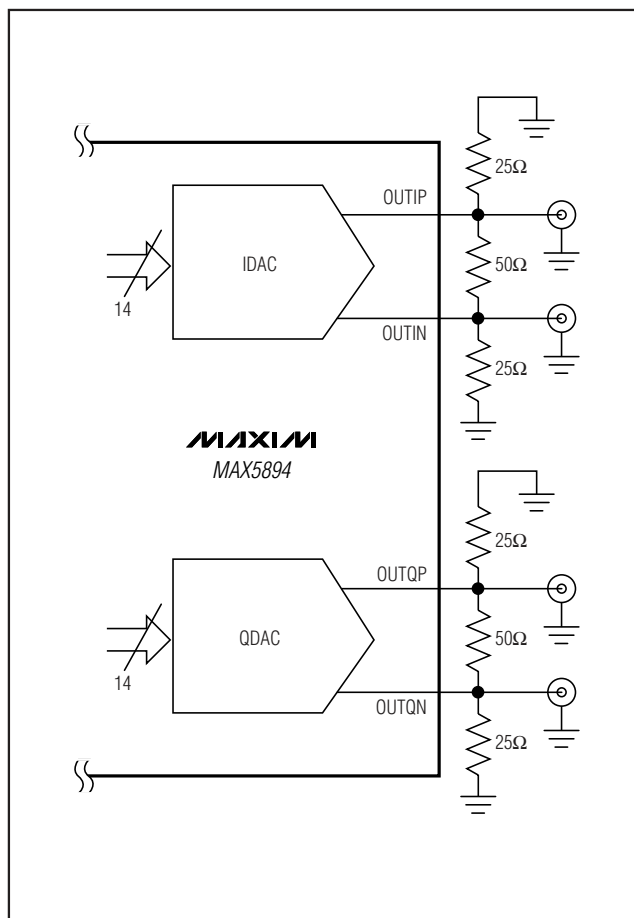 25Ω
OUTIP
IDAC
50Ω
14
OUTIN
25Ω
MAXIM
MAX5894
25Ω
OUTQP
QDAC
50Ω
14
OUTQN
25Ω